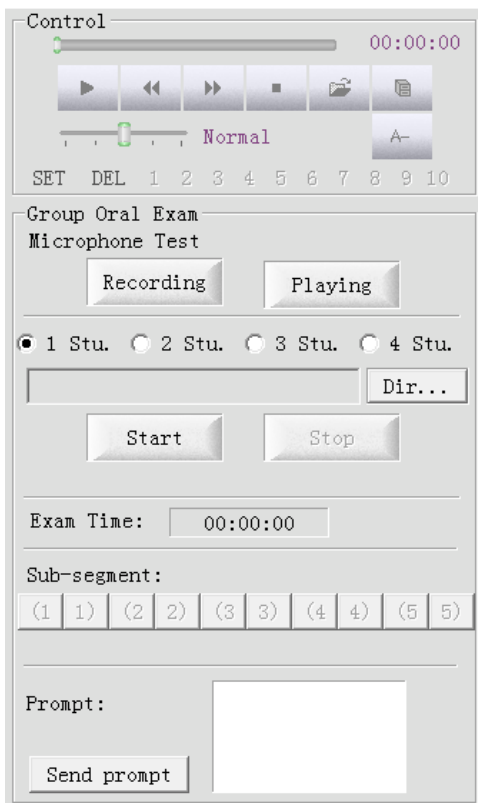 Control
00:00:00
Normal
A-
SET DEL 1 2 3 4 5 6 7 8 9 10
Group Oral Exam
Microphone Test
Recording Playing
1 Stu. 2 Stu. 3 Stu. 4 Stu.
Dir...
Start Stop
Exam Time: 00:00:00
Sub-segment:
(1 1) (2 2) (3 3) (4 4) (5 5)
Prompt:
Send prompt